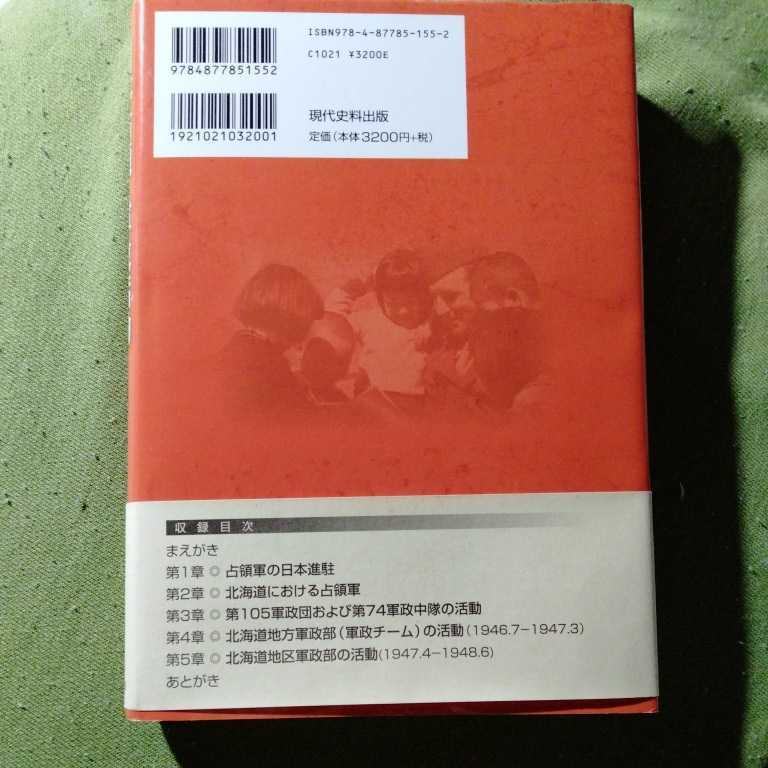 ISBN978-4-87785-155-2
C1021 ¥3200E
9784877851552
1921021032001
現代史料出版
定価（本体3200円+税）
収録目次
まえがき
第1章 ◎ 占領軍の日本進駐
第2章 ◎ 北海道における占領軍
第3章 ◎ 第105軍政団および第74軍政中隊の活動
第4章 ◎ 北海道地方軍政部（軍政チーム）の活動（1946.7−1947.3）
第5章 ◎ 北海道地区軍政部の活動(1947.4−1948.6)
あとがき